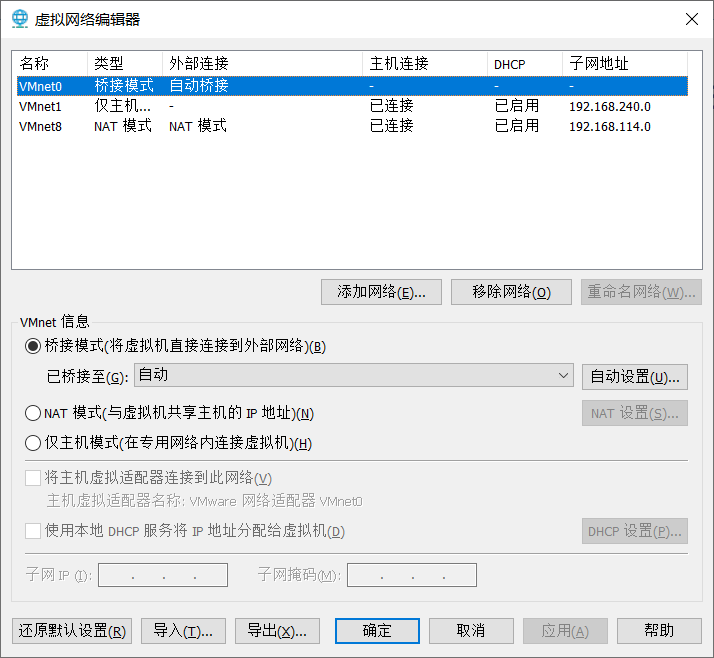 虚拟网络编辑器
名称 类型 外部连接 主机连接 DHCP 子网地址
VMnet0 桥接模式 自动桥接 - - -
VMnet1 仅主机... - 已连接 已启用 192.168.240.0
VMnet8 NAT 模式 NAT 模式 已连接 已启用 192.168.114.0
添加网络(E)... 移除网络(O) 重命名网络(W)...
VMnet 信息
桥接模式(将虚拟机直接连接到外部网络)(B)
已桥接至(G): 自动 自动设置(U)...
NAT 模式(与虚拟机共享主机的 IP 地址)(N) NAT 设置(S)...
仅主机模式(在专用网络内连接虚拟机)(H)
将主机虚拟适配器连接到此网络(V)
主机虚拟适配器名称: VMware 网络适配器 VMnet0
使用本地 DHCP 服务将 IP 地址分配给虚拟机(D) DHCP 设置(P)...
子网 IP (I): . . . 子网掩码(M): . . .
还原默认设置(R) 导入(T)... 导出(X)... 确定 取消 应用(A) 帮助